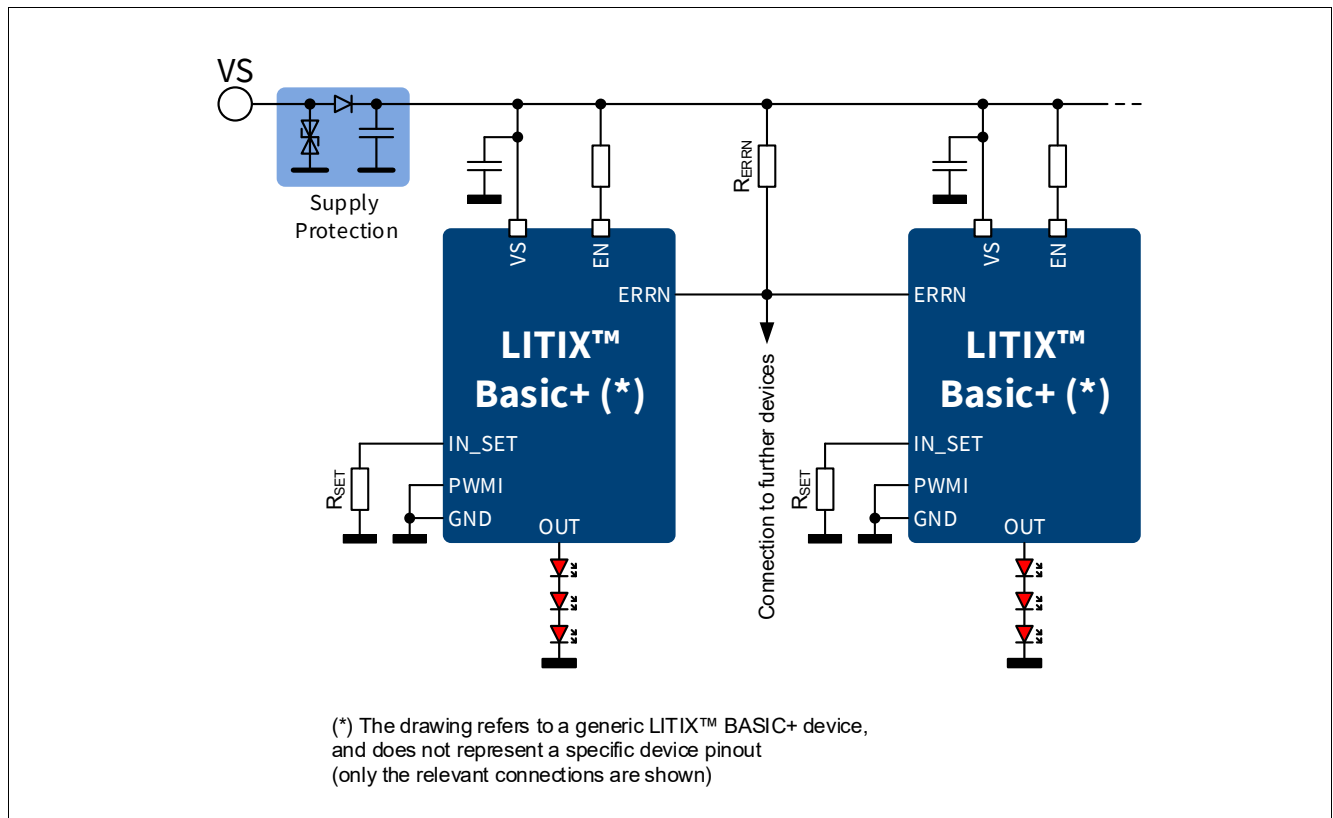 VS
Supply
Protection
VS
EN
ERRN
LITIX™
Basic+ (*)
IN_SET
PWMI
GND
OUT
RSET
RERRN
Connection to further devices
VS
EN
ERRN
LITIX™
Basic+ (*)
IN_SET
PWMI
GND
OUT
RSET
(*) The drawing refers to a generic LITIX™ BASIC+ device,
and does not represent a specific device pinout
(only the relevant connections are shown)